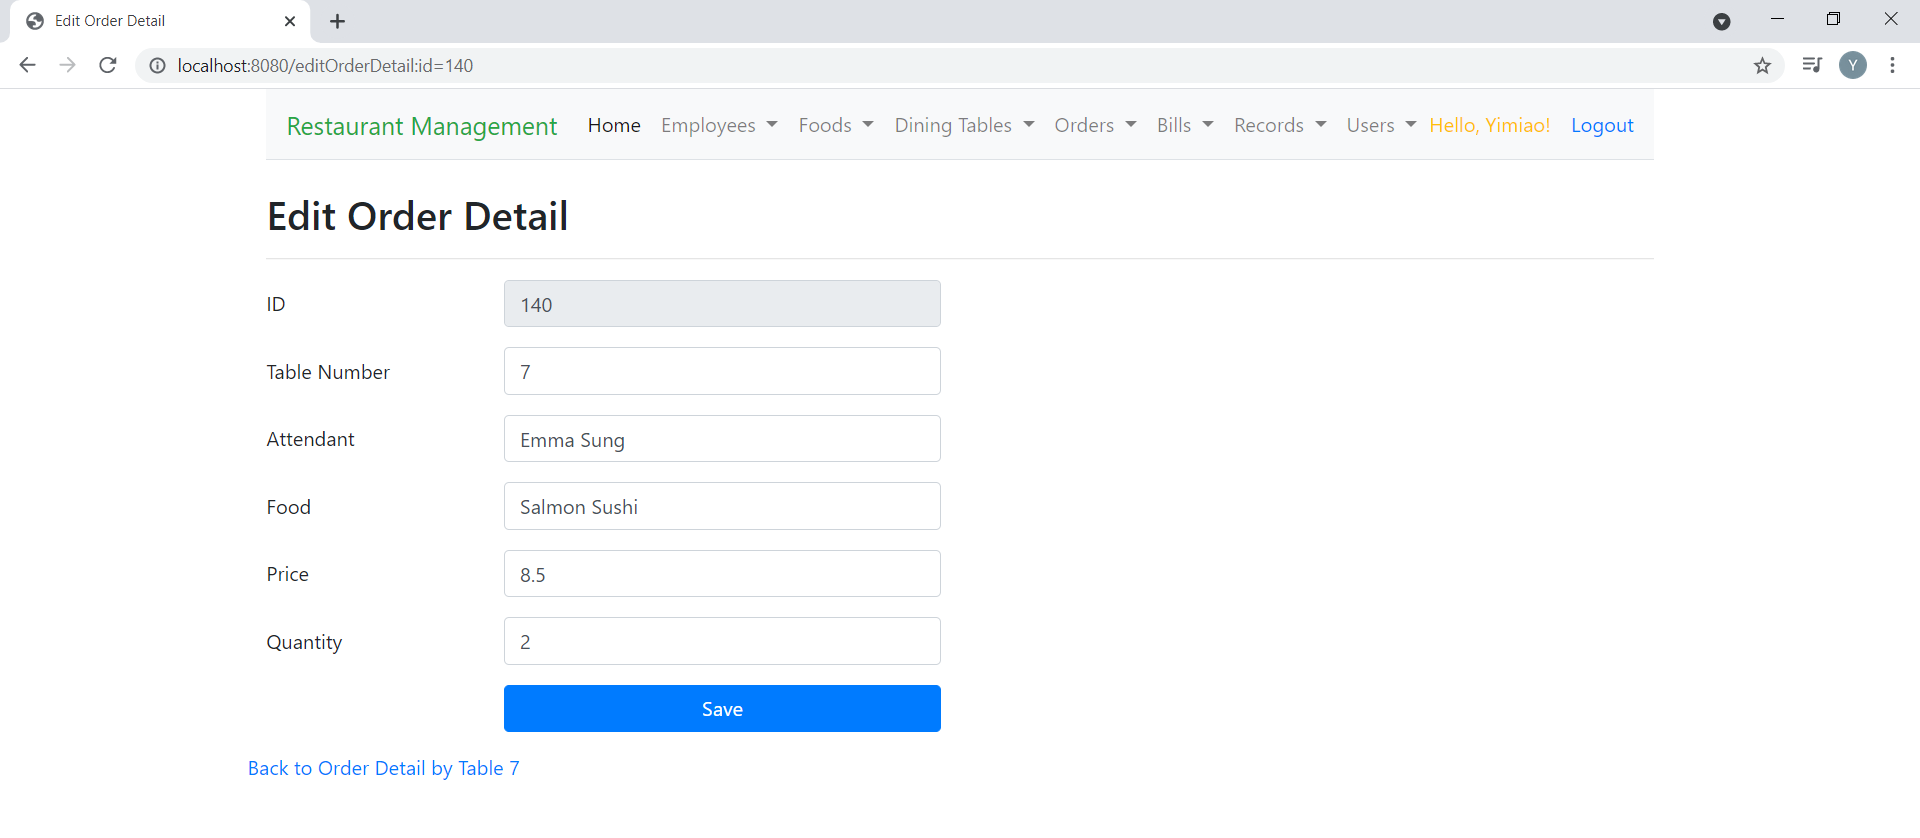 Edit Order Detail
localhost:8080/editOrderDetail:id=140
Y
Restaurant Management Home Employees Foods Dining Tables Orders Bills Records Users Hello, Yimiao! Logout
Edit Order Detail
ID 140
Table Number 7
Attendant Emma Sung
Food Salmon Sushi
Price 8.5
Quantity 2
Save
Back to Order Detail by Table 7